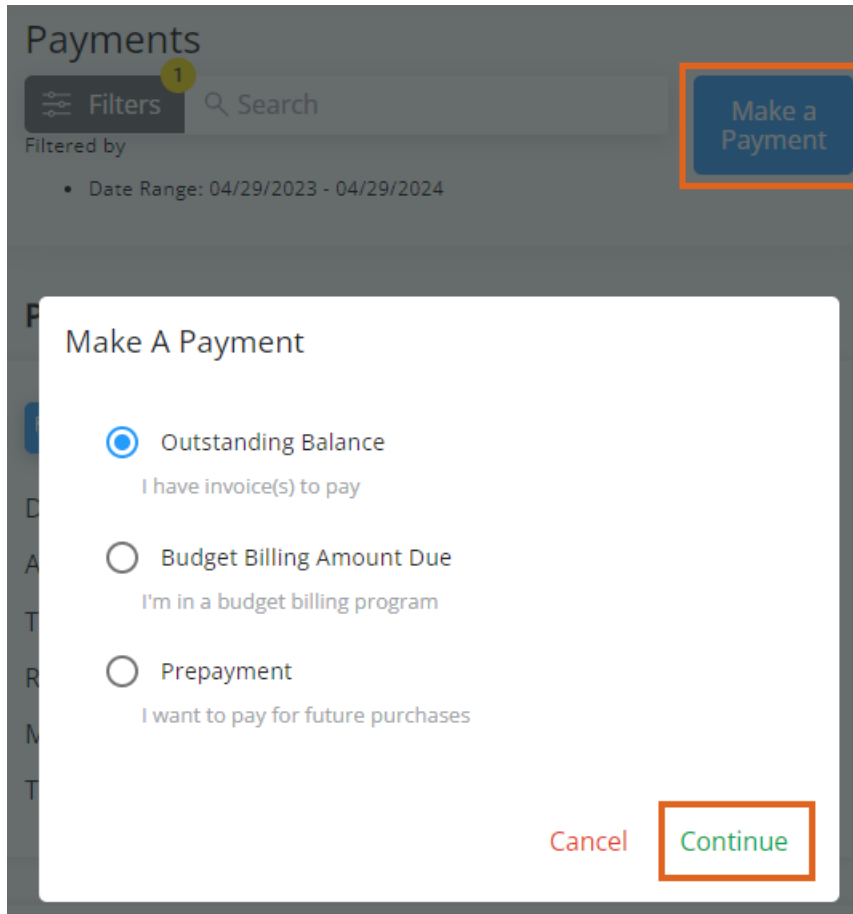 Payments
1
Filters
Search
Make a
Payment
Filtered by
• Date Range: 04/29/2023 - 04/29/2024
Make A Payment
Outstanding Balance
I have invoice(s) to pay
Budget Billing Amount Due
I'm in a budget billing program
Prepayment
I want to pay for future purchases
Cancel
Continue